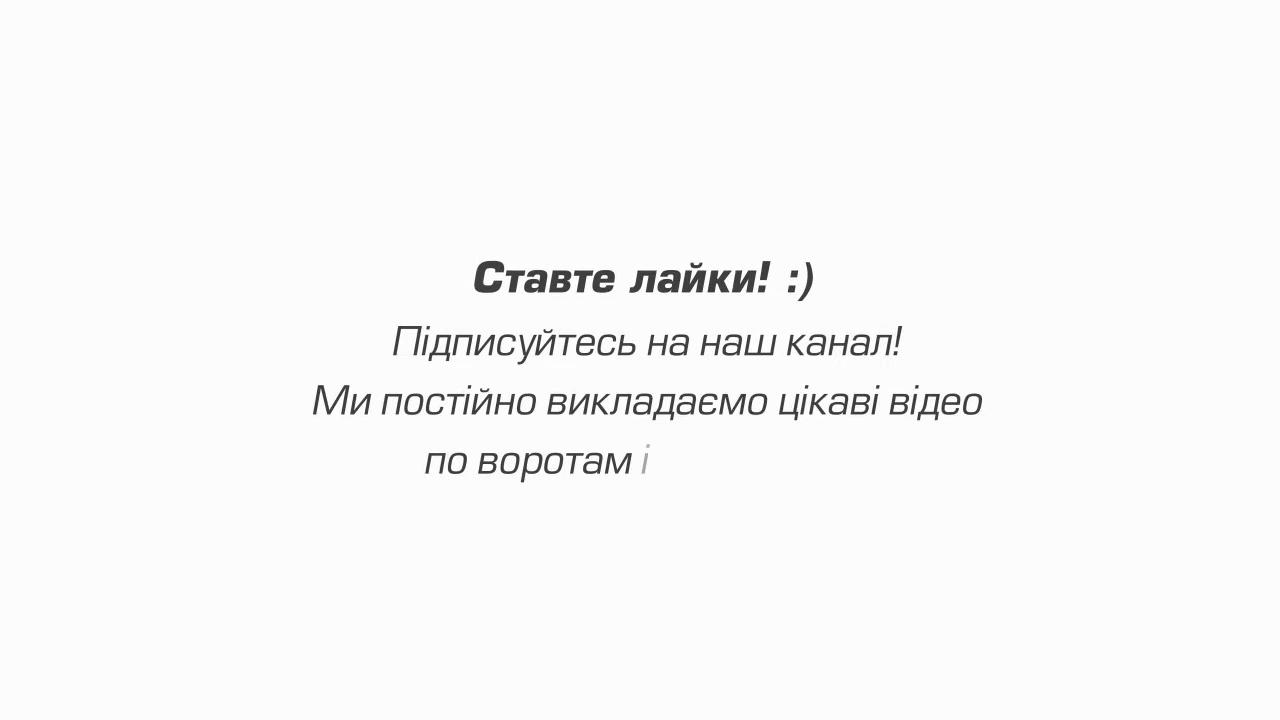 Ставте лайки! :)
Підписуйтесь на наш канал!
Ми постійно викладаємо цікаві відео
по воротам і